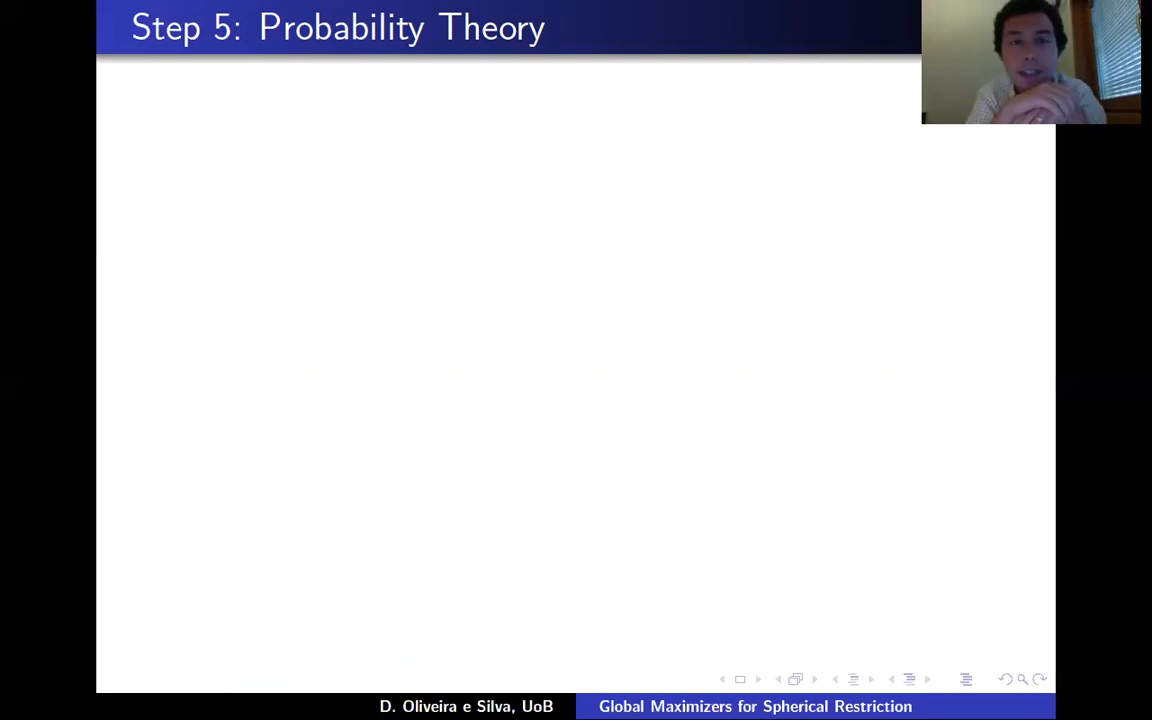 Step 5: Probability Theory
D. Oliveira e Silva, UoB
Global Maximizers for Spherical Restriction